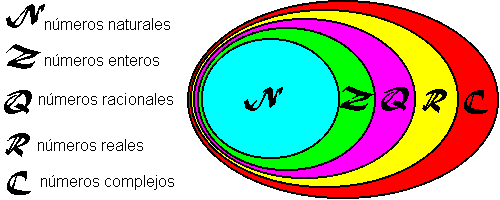 N números naturales
Z números enteros
Q números racionales
R números reales
C números complejos
N Z Q R C